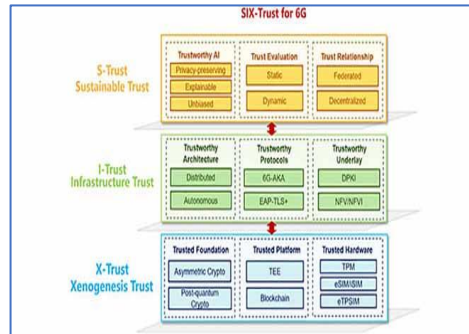 SIX-Trust for 6G
S-Trust
Sustainable Trust
Trustworthy AI
Privacy-preserving
Explainable
Unbiased
Trust Evaluation
Static
Dynamic
Trust Relationship
Federated
Decentralized
I-Trust
Infrastructure Trust
Trustworthy
Architecture
Distributed
Autonomous
Trustworthy
Protocols
6G-AKA
EAP-TLS+
Trustworthy
Underlay
DPKI
NFV/NFVI
X-Trust
Xenogenesis Trust
Trusted Foundation
Asymmetric Crypto
Post-quantum
Crypto
Trusted Platform
TEE
Blockchain
Trusted Hardware
TPM
eSIM/iSIM
eTPSIM